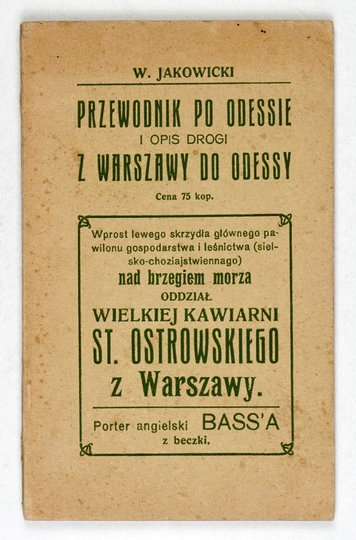 W. JAKOWICKI
PRZEWODNIK PO ODESSIE
I OPIS DROGI
Z WARSZAWY DO ODESSY
Cena 75 kop.
Wprost lewego skrzydła głównego pa-
wilonu gospodarstwa i leśnictwa (siel-
sko-choziajstwiennago)
nad brzegiem morza
ODDZIAŁ
WIELKIEJ KAWIARNI
ST. OSTROWSKIEGO
z Warszawy.
Porter angielski BASS'A
z beczki.